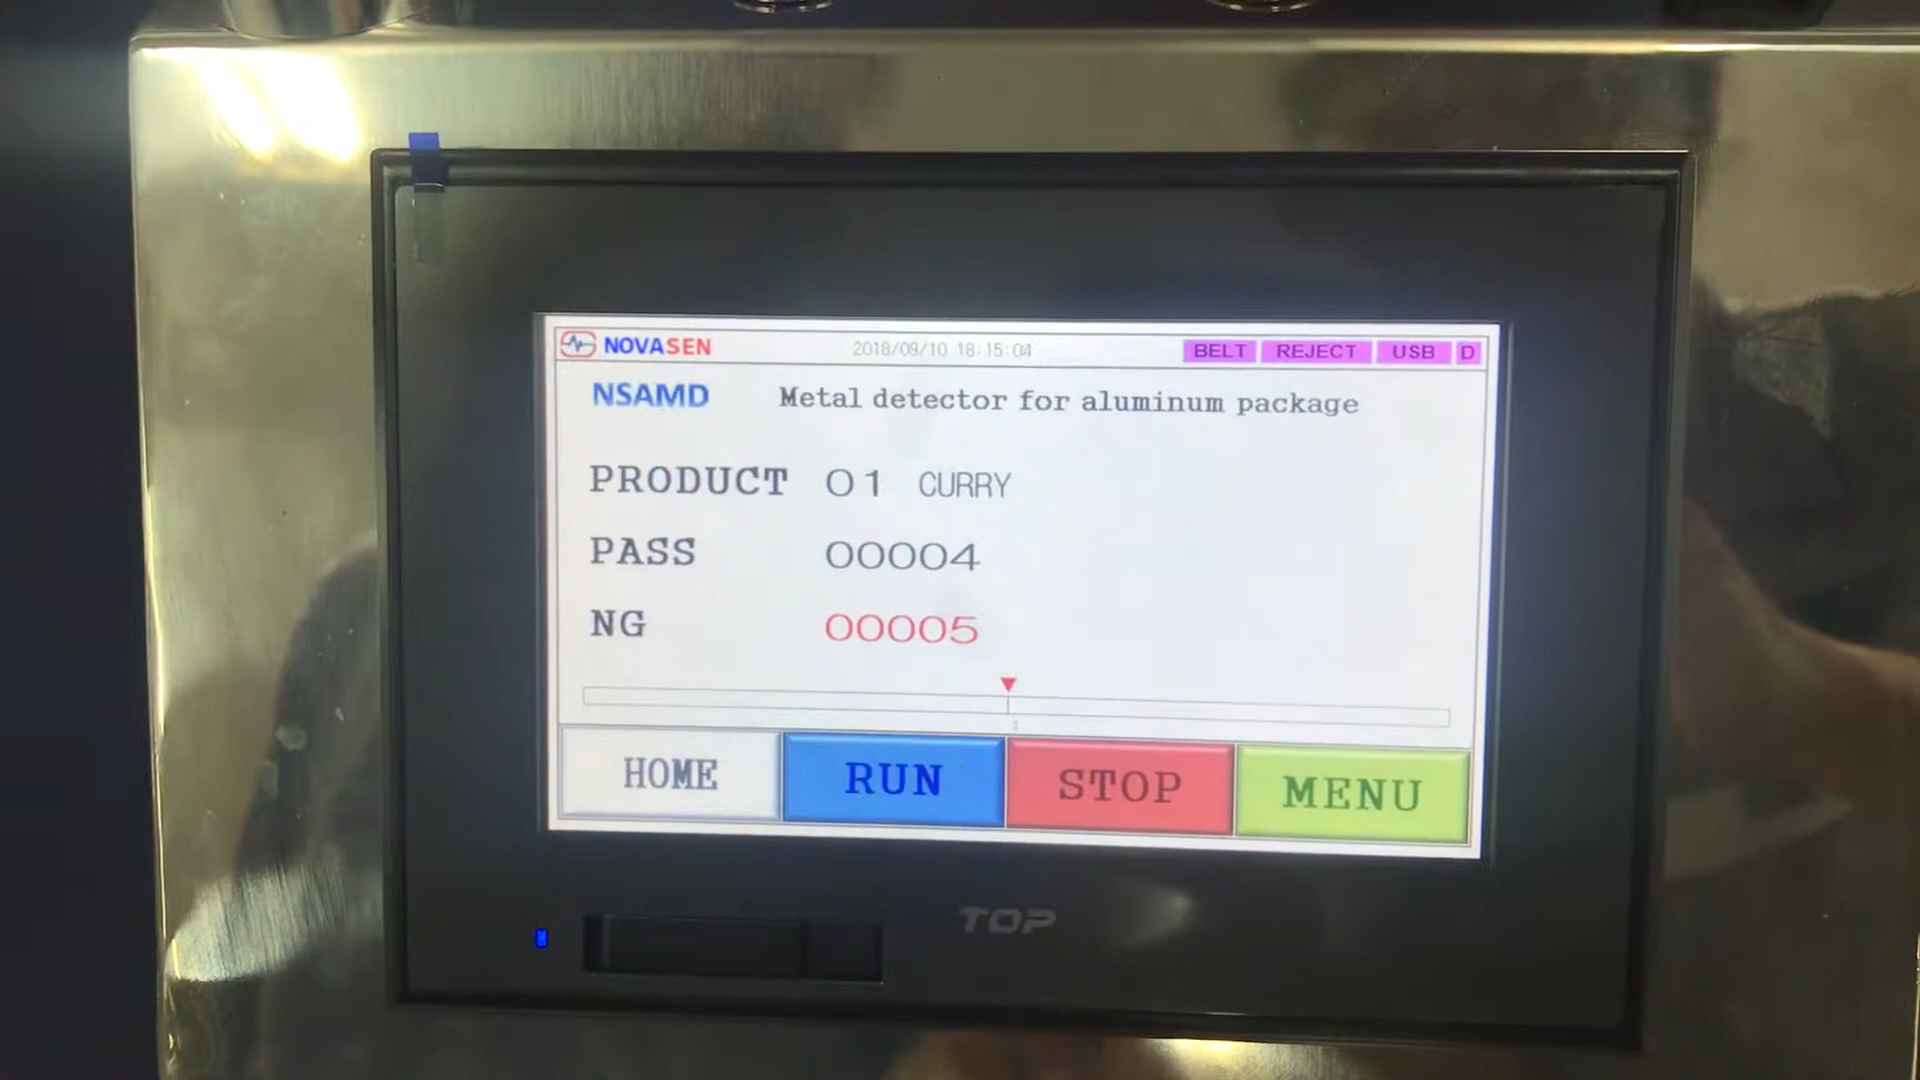 NOVASEN 2018/09/10 18:15:04 BELT REJECT USB D
NSAMD Metal detector for aluminum package
PRODUCT 01 CURRY
PASS 00004
NG 00005
HOME RUN STOP MENU
TOP